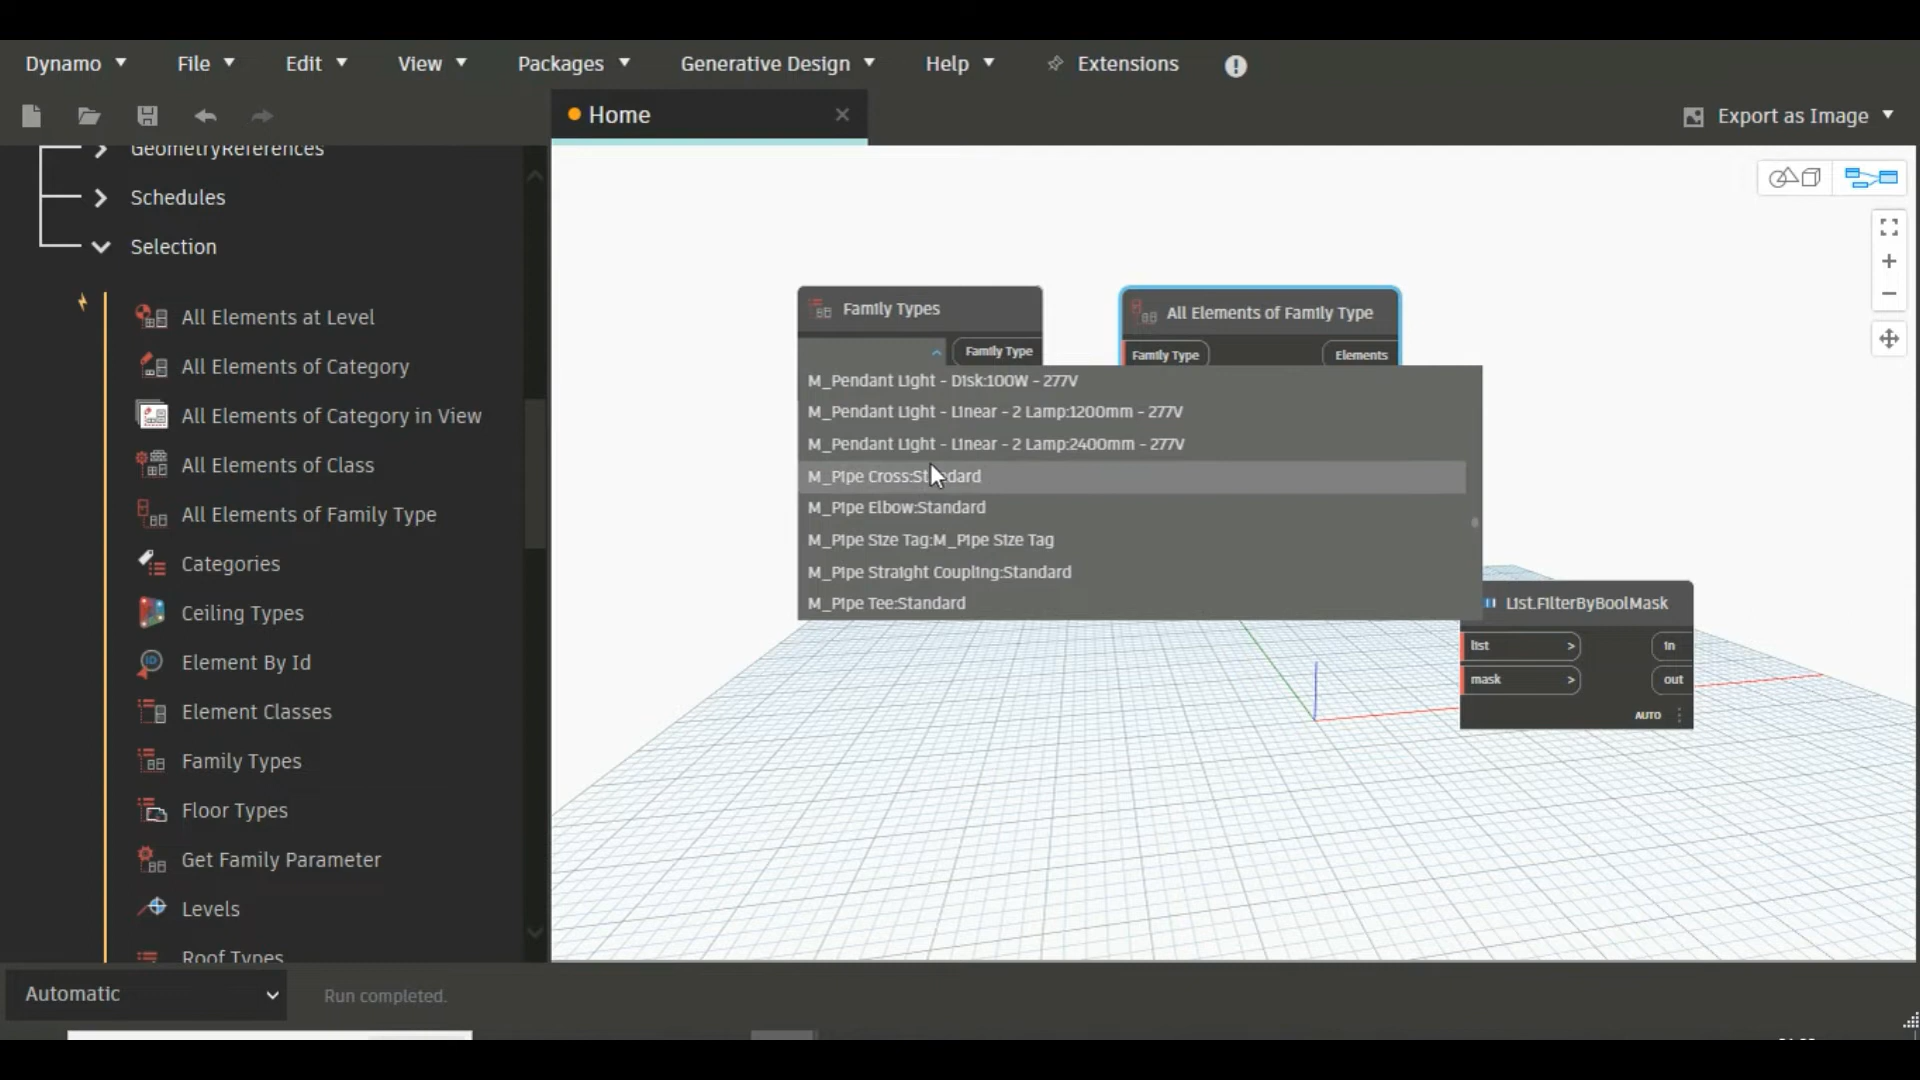 Dynamo File Edit View Packages Generative Design Help Extensions
Home
Export as Image
GeometryReferences
Schedules
Selection
All Elements at Level
All Elements of Category
All Elements of Category in View
All Elements of Class
All Elements of Family Type
Categories
Ceiling Types
Element By Id
Element Classes
Family Types
Floor Types
Get Family Parameter
Levels
Roof Types
Family Types
Family Type
All Elements of Family Type
Family Type Elements
M_Pendant Light - Disk:100W - 277V
M_Pendant Light - Linear - 2 Lamp:1200mm - 277V
M_Pendant Light - Linear - 2 Lamp:2400mm - 277V
M_Pipe Cross:Standard
M_Pipe Elbow:Standard
M_Pipe Size Tag:M_Pipe Size Tag
M_Pipe Straight Coupling:Standard
M_Pipe Tee:Standard
List.FilterByBoolMask
list > in
mask > out
AUTO
Automatic
Run completed.